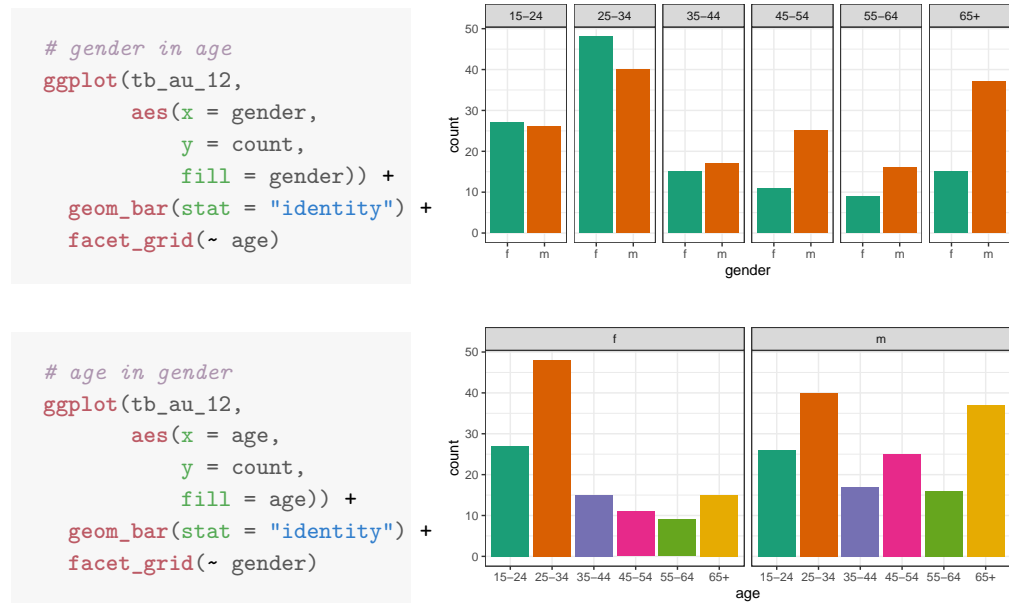 # gender in age
ggplot(tb_au_12,
aes(x = gender,
y = count,
fill = gender)) +
geom_bar(stat = "identity") +
facet_grid(~ age)
15−24 25−34 35−44 45−54 55−64 65+
50
40
30
20
10
0
count
f m f m f m f m f m f m
gender
# age in gender
ggplot(tb_au_12,
aes(x = age,
y = count,
fill = age)) +
geom_bar(stat = "identity") +
facet_grid(~ gender)
f m
50
40
30
20
10
0
count
15−24 25−34 35−44 45−54 55−64 65+ 15−24 25−34 35−44 45−54 55−64 65+
age